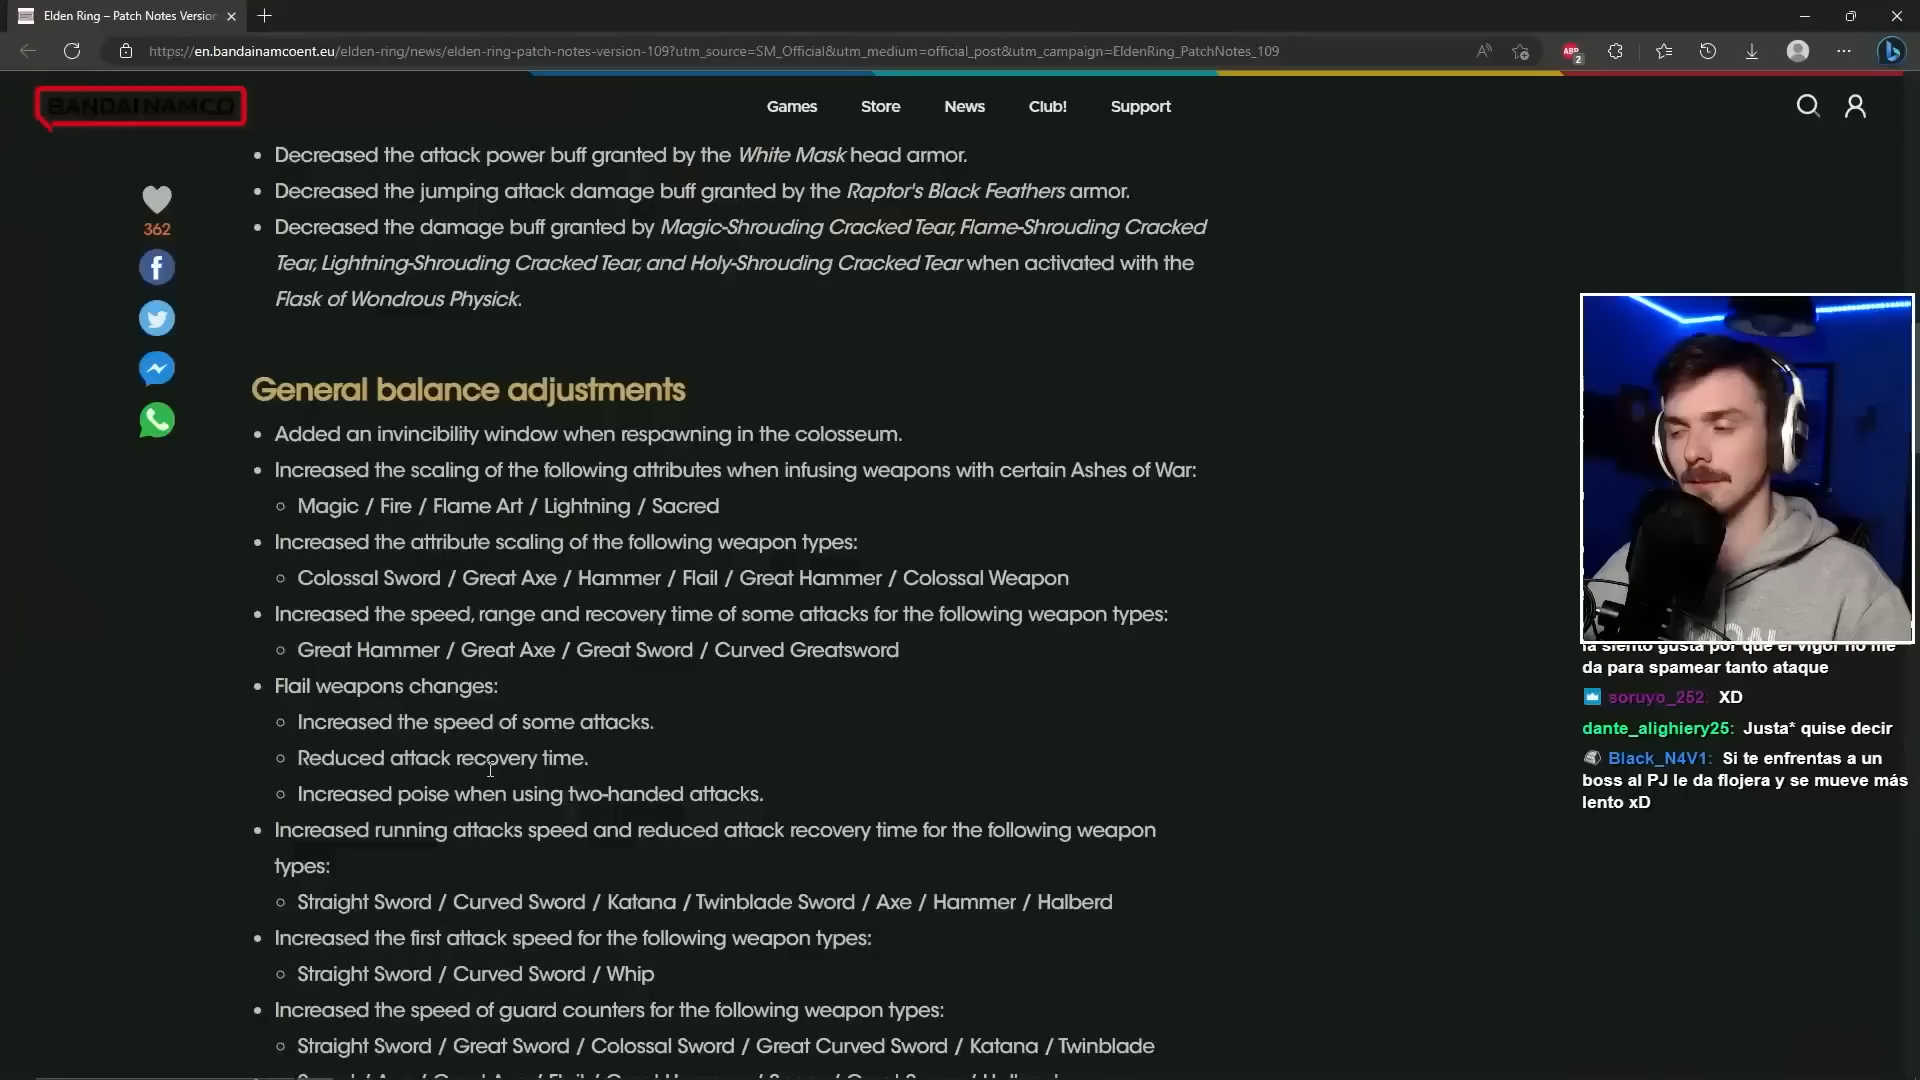 Elden Ring – Patch Notes Versio
https://en.bandainamcoent.eu/elden-ring/news/elden-ring-patch-notes-version-109?utm_source=SM_Official&utm_medium=official_post&utm_campaign=EldenRing_PatchNotes_109
ABP
2
BANDAI NAMCO
Games
Store
News
Club!
Support
Decreased the attack power buff granted by the White Mask head armor.
Decreased the jumping attack damage buff granted by the Raptor's Black Feathers armor.
Decreased the damage buff granted by Magic-Shrouding Cracked Tear, Flame-Shrouding Cracked
Tear, Lightning-Shrouding Cracked Tear, and Holy-Shrouding Cracked Tear when activated with the
Flask of Wondrous Physick.
362
General balance adjustments
Added an invincibility window when respawning in the colosseum.
Increased the scaling of the following attributes when infusing weapons with certain Ashes of War:
Magic / Fire / Flame Art / Lightning / Sacred
Increased the attribute scaling of the following weapon types:
Colossal Sword / Great Axe / Hammer / Flail / Great Hammer / Colossal Weapon
Increased the speed, range and recovery time of some attacks for the following weapon types:
Great Hammer / Great Axe / Great Sword / Curved Greatsword
Flail weapons changes:
Increased the speed of some attacks.
Reduced attack recovery time.
Increased poise when using two-handed attacks.
Increased running attacks speed and reduced attack recovery time for the following weapon
types:
Straight Sword / Curved Sword / Katana / Twinblade Sword / Axe / Hammer / Halberd
Increased the first attack speed for the following weapon types:
Straight Sword / Curved Sword / Whip
Increased the speed of guard counters for the following weapon types:
Straight Sword / Great Sword / Colossal Sword / Great Curved Sword / Katana / Twinblade
la siento gusta por que el vigor no me
da para spamear tanto ataque
soruyo_252: XD
dante_alighiery25: Justa* quise decir
Black_N4V1: Si te enfrentas a un
boss al PJ le da flojera y se mueve más
lento xD